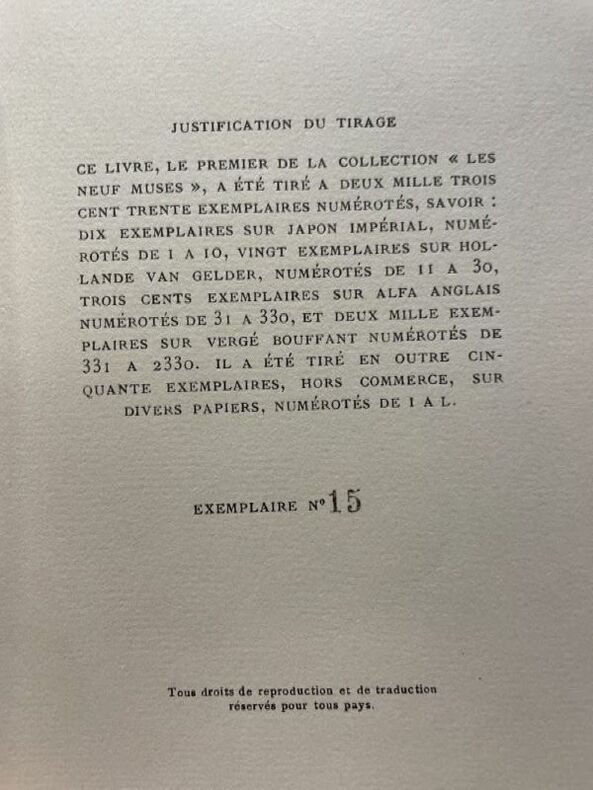 JUSTIFICATION DU TIRAGE
CE LIVRE, LE PREMIER DE LA COLLECTION « LES
NEUF MUSES », A ÉTÉ TIRÉ A DEUX MILLE TROIS
CENT TRENTE EXEMPLAIRES NUMÉROTÉS, SAVOIR :
DIX EXEMPLAIRES SUR JAPON IMPÉRIAL, NUMÉ-
ROTÉS DE 1 A 10, VINGT EXEMPLAIRES SUR HOL-
LANDE VAN GELDER, NUMÉROTÉS DE 11 A 30,
TROIS CENTS EXEMPLAIRES SUR ALFA ANGLAIS
NUMÉROTÉS DE 31 A 330, ET DEUX MILLE EXEM-
PLAIRES SUR VERGÉ BOUFFANT NUMÉROTÉS DE
331 A 2330. IL A ÉTÉ TIRÉ EN OUTRE CIN-
QUANTE EXEMPLAIRES, HORS COMMERCE, SUR
DIVERS PAPIERS, NUMÉROTÉS DE I A L.
EXEMPLAIRE Nº 15
Tous droits de reproduction et de traduction
réservés pour tous pays.